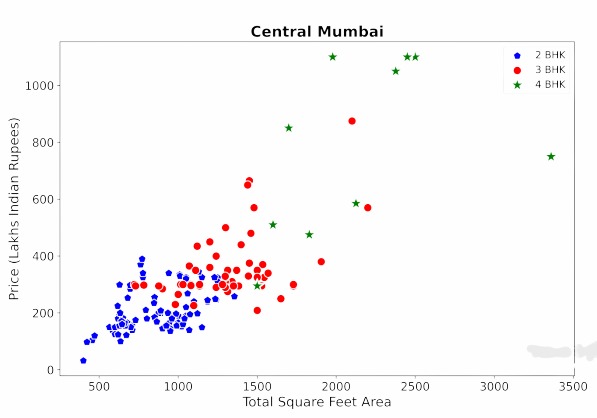 Central Mumbai
2 BHK
3 BHK
4 BHK
Price (Lakhs Indian Rupees)
1000
800
600
400
200
0
500 1000 1500 2000 2500 3000 3500
Total Square Feet Area